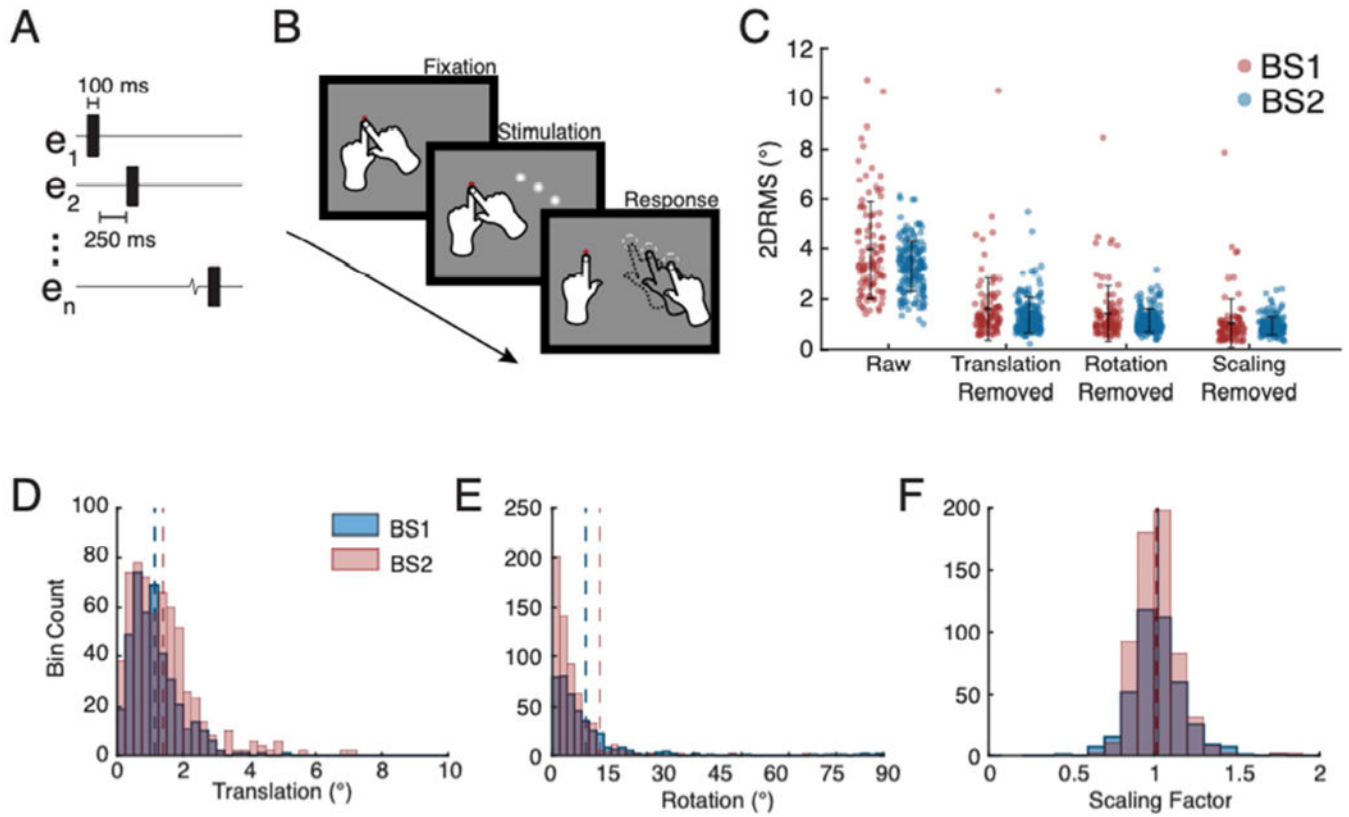 A
100 ms
e1
e2
250 ms
en
B
Fixation
Stimulation
Response
C
12
10
8
6
4
2
0
2DRMS (°)
BS1
BS2
Raw
Translation Removed
Rotation Removed
Scaling Removed
D
100
80
60
40
20
0
Bin Count
BS1
BS2
0 2 4 6 8 10
Translation (°)
E
250
200
150
100
50
0
0 15 30 45 60 75 90
Rotation (°)
F
200
150
100
50
0
0 0.5 1 1.5 2
Scaling Factor